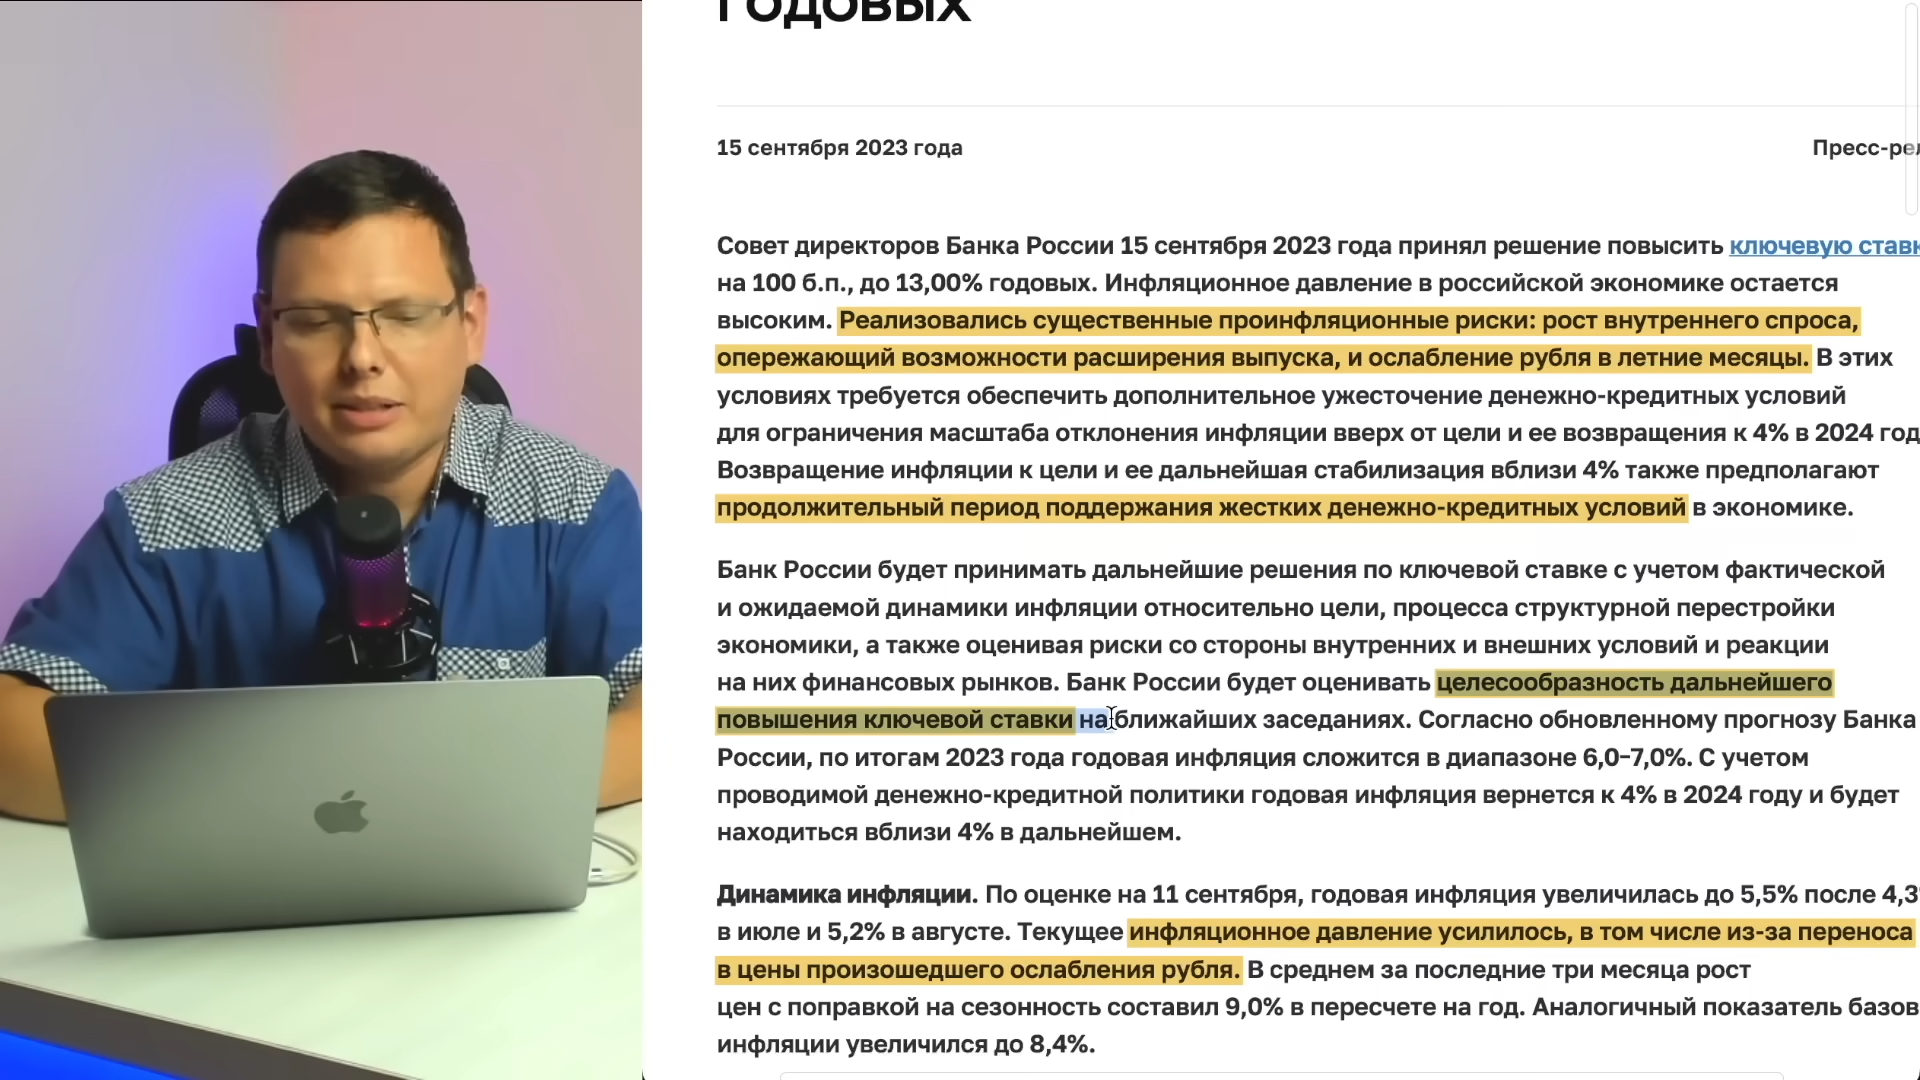 годовых
15 сентября 2023 года
Совет директоров Банка России 15 сентября 2023 года принял решение повысить ключевую
на 100 б.п., до 13,00% годовых. Инфляционное давление в российской экономике остается
высоким. Реализовались существенные проинфляционные риски: рост внутреннего спроса,
опережающий возможности расширения выпуска, и ослабление рубля в летние месяцы. В этих
условиях требуется обеспечить дополнительное ужесточение денежно-кредитных условий
для ограничения масштаба отклонения инфляции вверх от цели и ее возвращения к 4% в 2024
Возвращение инфляции к цели и ее дальнейшая стабилизация вблизи 4% также предполагают
продолжительный период поддержания жестких денежно-кредитных условий в экономике.
Банк России будет принимать дальнейшие решения по ключевой ставке с учетом фактической
и ожидаемой динамики инфляции относительно цели, процесса структурной перестройки
экономики, а также оценивая риски со стороны внутренних и внешних условий и реакции
на них финансовых рынков. Банк России будет оценивать целесообразность дальнейшего
повышения ключевой ставки на ближайших заседаниях. Согласно обновленному прогнозу Банка
России, по итогам 2023 года годовая инфляция сложится в диапазоне 6,0–7,0%. С учетом
проводимой денежно-кредитной политики годовая инфляция вернется к 4% в 2024 году и будет
находиться вблизи 4% в дальнейшем.
Динамика инфляции. По оценке на 11 сентября, годовая инфляция увеличилась до 5,5% после
в июле и 5,2% в августе. Текущее инфляционное давление усилилось, в том числе из-за переноса
в цены произошедшего ослабления рубля. В среднем за последние три месяца рост
цен с поправкой на сезонность составил 9,0% в пересчете на год. Аналогичный показатель
инфляции увеличился до 8,4%.